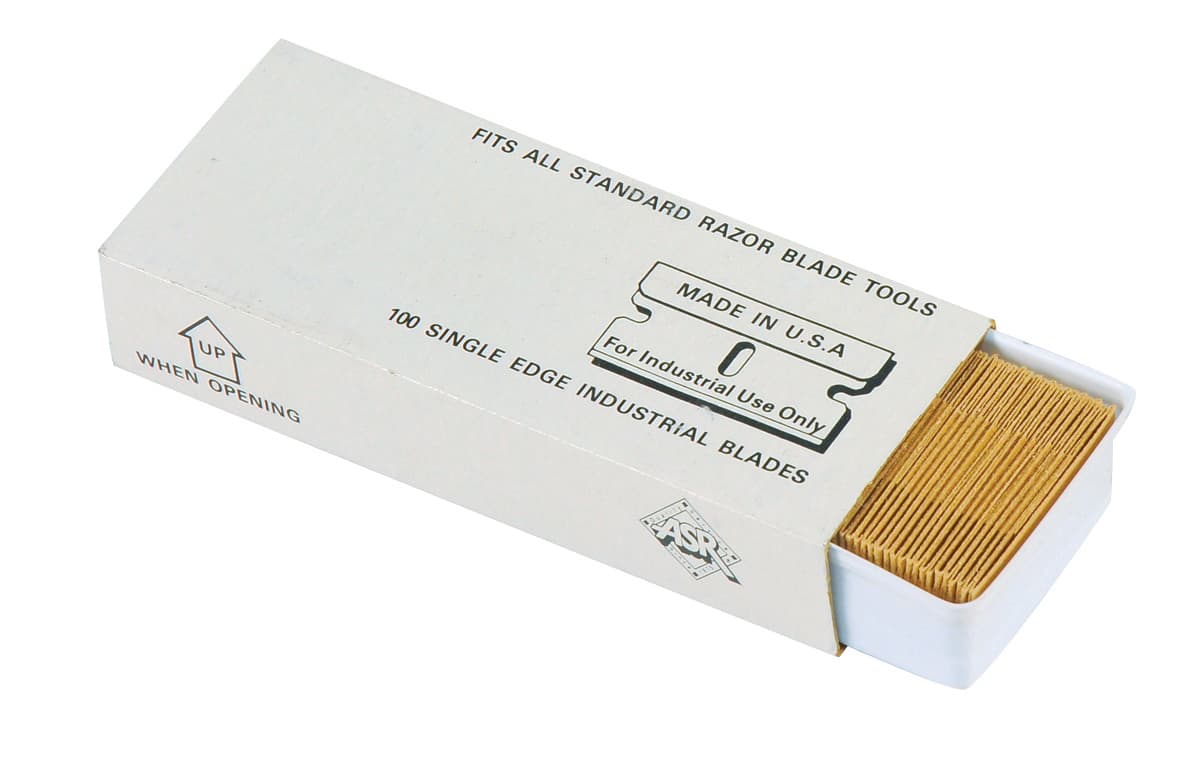 FITS ALL STANDARD RAZOR BLADE TOOLS
MADE IN U.S.A
For Industrial Use Only
100 SINGLE EDGE INDUSTRIAL BLADES
UP
WHEN OPENING
ASR